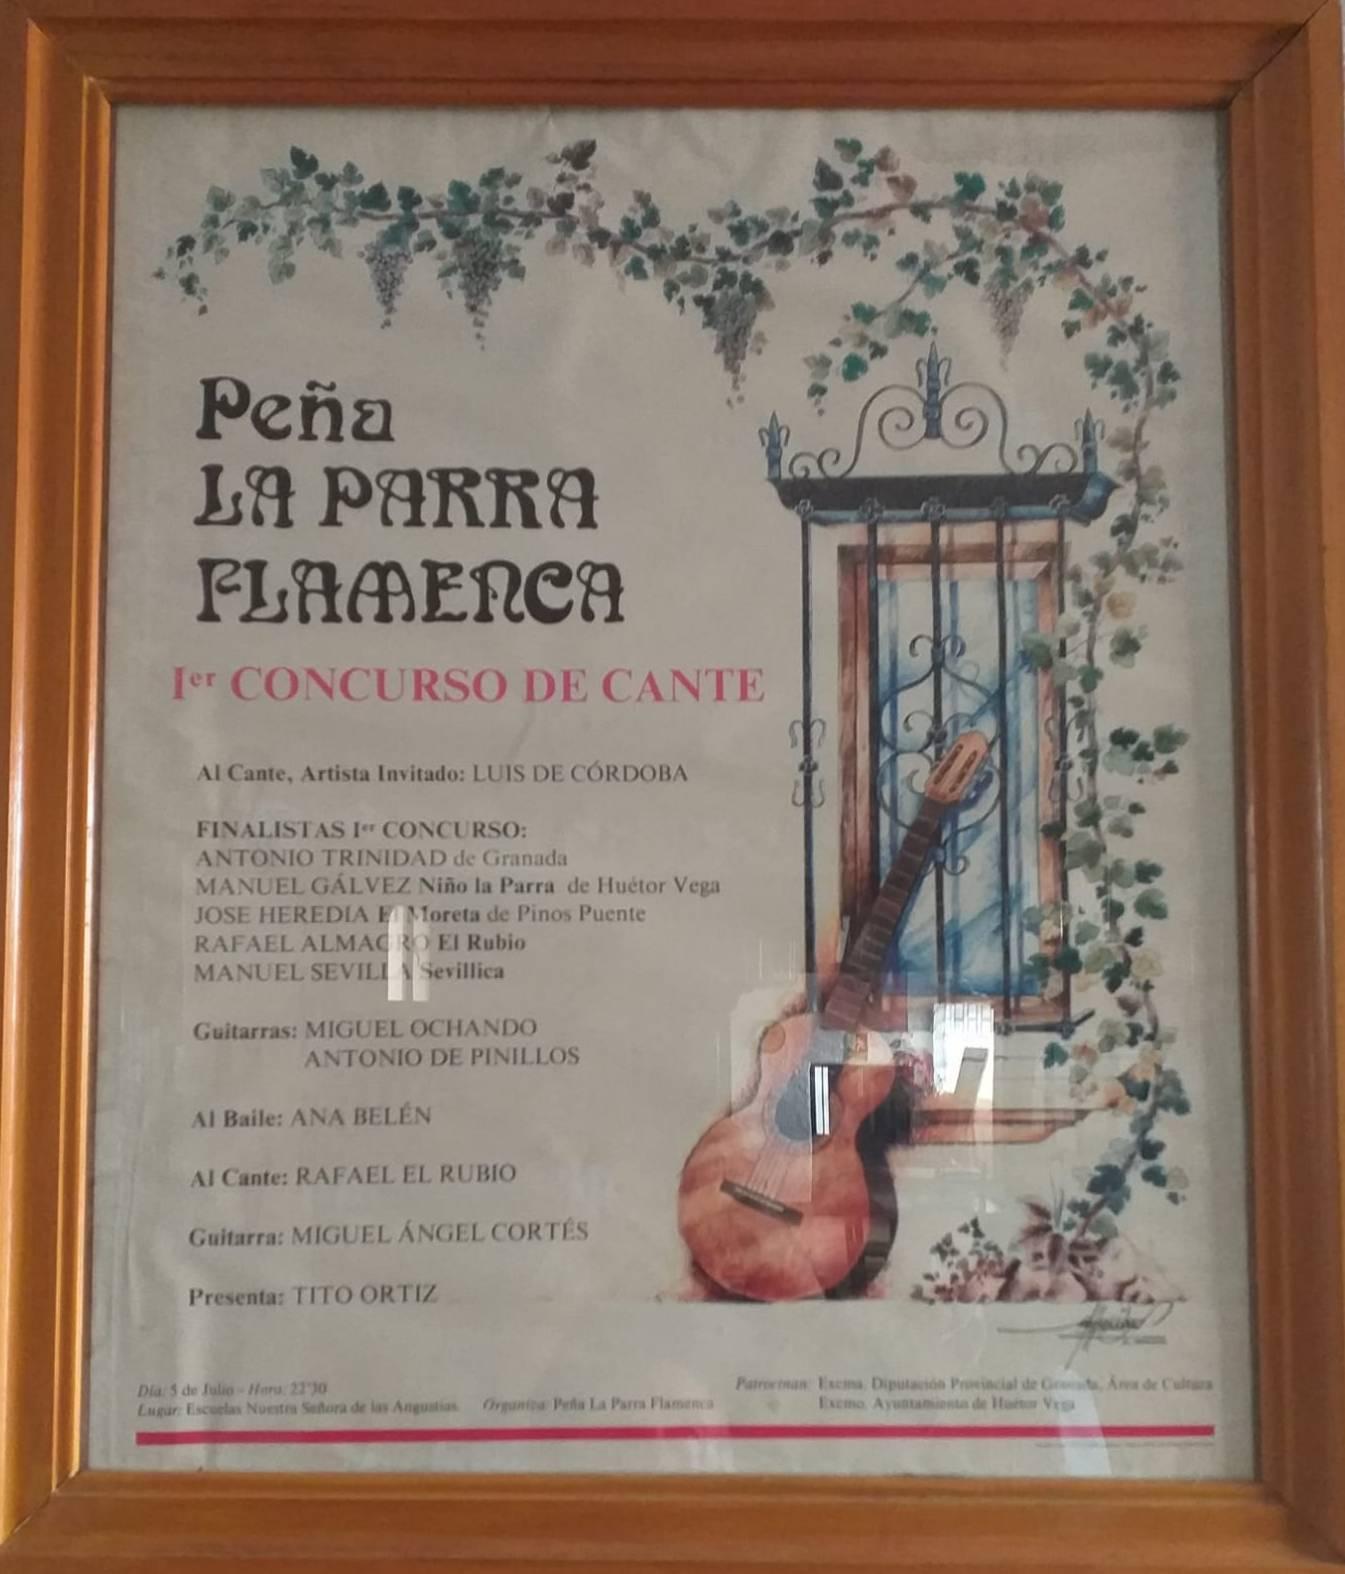 Peña
LA PARRA
FLAMENCA
Iᵉʳ CONCURSO DE CANTE
Al Cante, Artista Invitado: LUIS DE CÓRDOBA
FINALISTAS Iᵉʳ CONCURSO:
ANTONIO TRINIDAD de Granada
MANUEL GÁLVEZ Niño la Parra de Huétor Vega
JOSE HEREDIA El Moreta de Pinos Puente
RAFAEL ALMAGRO El Rubio
MANUEL SEVILLA Sevillica
Guitarras: MIGUEL OCHANDO
ANTONIO DE PINILLOS
Al Baile: ANA BELÉN
Al Cante: RAFAEL EL RUBIO
Guitarra: MIGUEL ÁNGEL CORTÉS
Presenta: TITO ORTIZ
Día: 5 de Julio - Hora: 22'30
Lugar: Escuelas Nuestra Señora de las Angustias
Organiza: Peña La Parra Flamenca
Patrocinan: Excma. Diputación Provincial de Granada, Área de Cultura
Excmo. Ayuntamiento de Huétor Vega